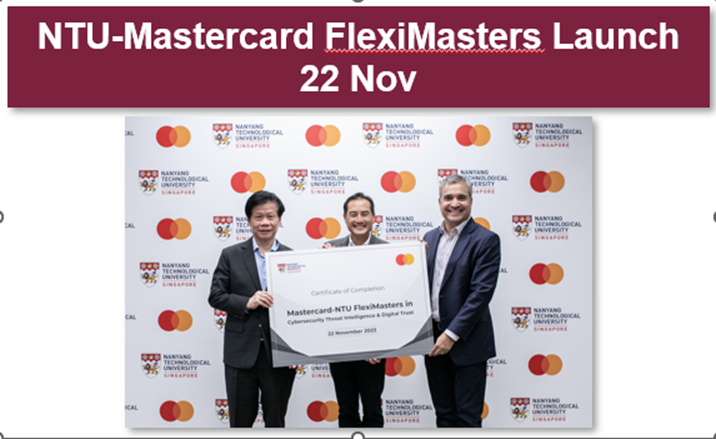 NTU-Mastercard FlexiMasters Launch
22 Nov
NANYANG
TECHNOLOGICAL
UNIVERSITY
SINGAPORE
Certificate of Completion
Mastercard-NTU FlexiMasters in
Cybersecurity Threat Intelligence & Digital Trust
22 November 2023